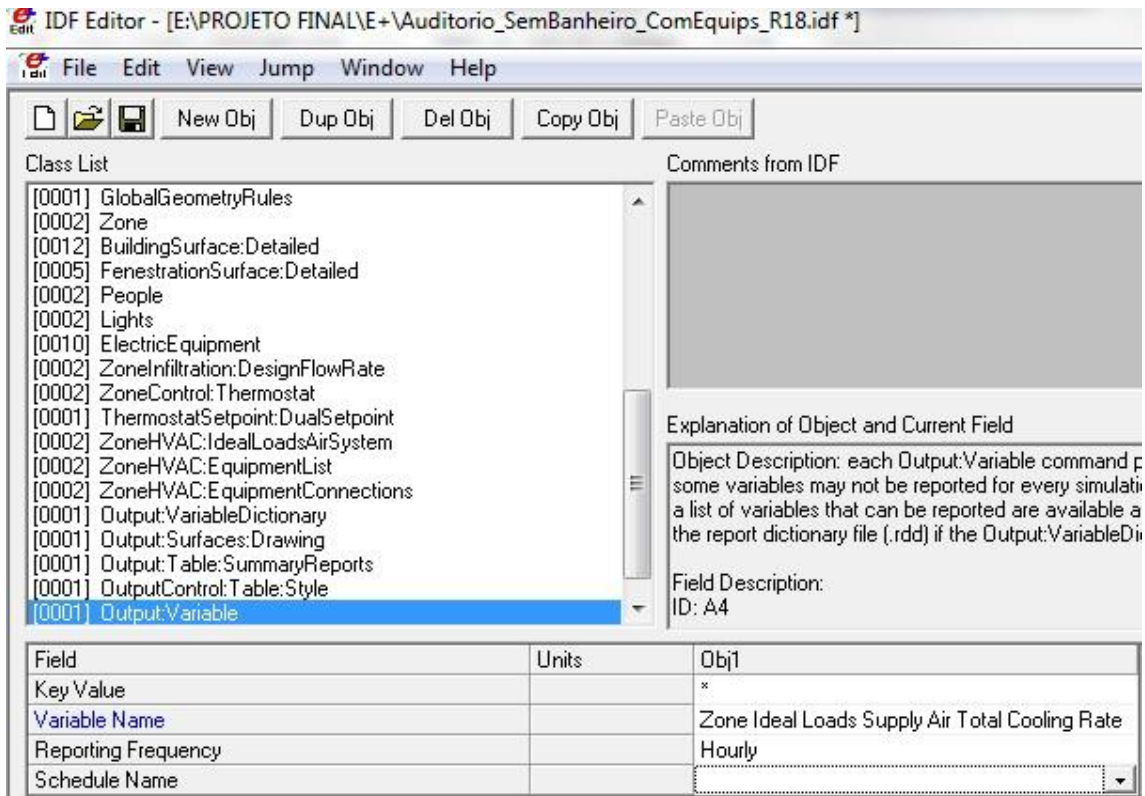 IDF Editor - [E:\PROJETO FINAL\E+\Auditorio_SemBanheiro_ComEquips_R18.idf *]
File Edit View Jump Window Help
New Obj Dup Obj Del Obj Copy Obj Paste Obj
Class List
Comments from IDF
[0001] GlobalGeometryRules
[0002] Zone
[0012] BuildingSurface:Detailed
[0005] FenestrationSurface:Detailed
[0002] People
[0002] Lights
[0010] ElectricEquipment
[0002] ZoneInfiltration:DesignFlowRate
[0002] ZoneControl:Thermostat
[0001] ThermostatSetpoint:DualSetpoint
[0002] ZoneHVAC:IdealLoadsAirSystem
[0002] ZoneHVAC:EquipmentList
[0002] ZoneHVAC:EquipmentConnections
[0001] Output:VariableDictionary
[0001] Output:Surfaces:Drawing
[0001] Output:Table:SummaryReports
[0001] OutputControl:Table:Style
[0001] Output:Variable
Explanation of Object and Current Field
Object Description: each Output:Variable command p
some variables may not be reported for every simulati
a list of variables that can be reported are available a
the report dictionary file (.rdd) if the Output:VariableDi
Field Description:
ID: A4
Field Units Obj1
Key Value *
Variable Name Zone Ideal Loads Supply Air Total Cooling Rate
Reporting Frequency Hourly
Schedule Name